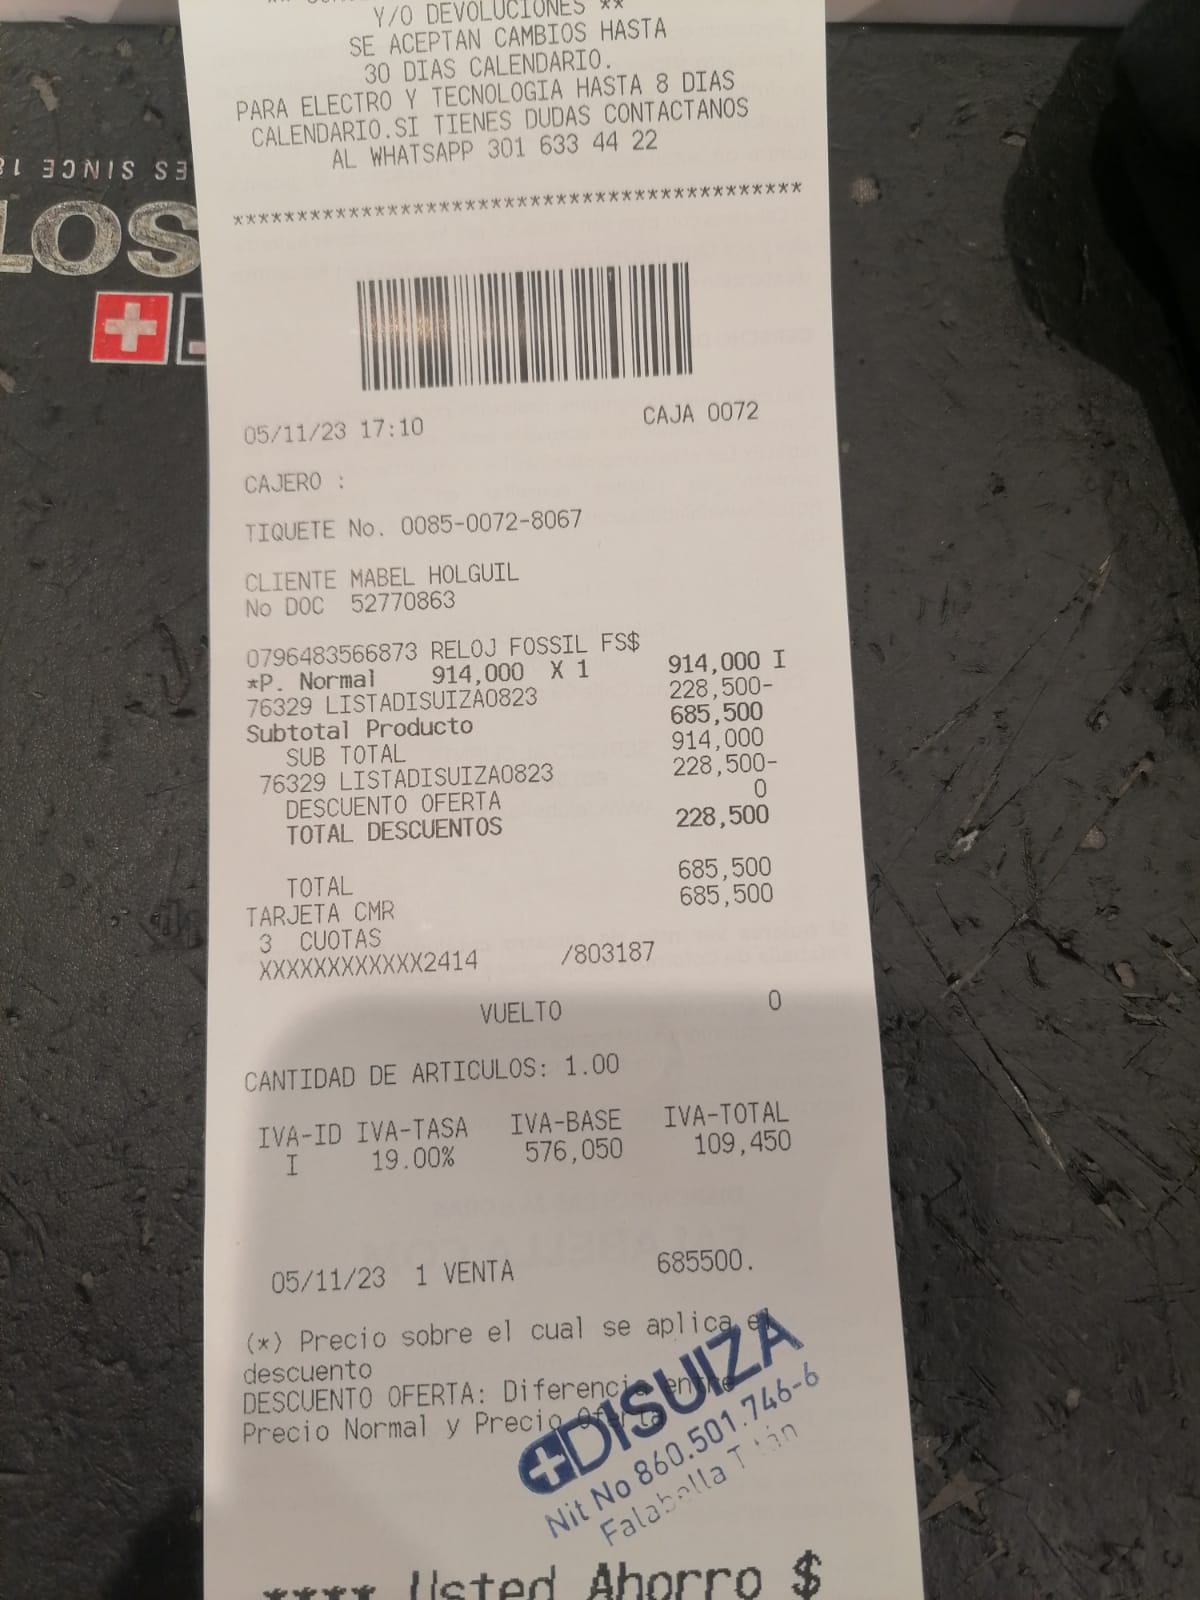 Y/O DEVOLUCIONES **
SE ACEPTAN CAMBIOS HASTA
30 DIAS CALENDARIO.
PARA ELECTRO Y TECNOLOGIA HASTA 8 DIAS
CALENDARIO.SI TIENES DUDAS CONTACTANOS
AL WHATSAPP 301 633 44 22
*********************************************
05/11/23 17:10 CAJA 0072
CAJERO :
TIQUETE No. 0085-0072-8067
CLIENTE MABEL HOLGUIL
No DOC 52770863
0796483566873 RELOJ FOSSIL FS$
*P. Normal 914,000 X 1 914,000 I
76329 LISTADISUIZA0823 228,500-
Subtotal Producto 685,500
SUB TOTAL 914,000
76329 LISTADISUIZA0823 228,500-
DESCUENTO OFERTA 0
TOTAL DESCUENTOS 228,500
TOTAL 685,500
TARJETA CMR 685,500
3 CUOTAS
XXXXXXXXXXXX2414 /803187
VUELTO 0
CANTIDAD DE ARTICULOS: 1.00
IVA-ID IVA-TASA IVA-BASE IVA-TOTAL
I 19.00% 576,050 109,450
05/11/23 1 VENTA 685500.
(*) Precio sobre el cual se aplica el
descuento
DESCUENTO OFERTA: Diferencia entre
Precio Normal y Precio Oferta
DISUIZA
Nit No 860.501.746-6
Falabella
**** Usted Ahorro $
ES SINCE
LOS